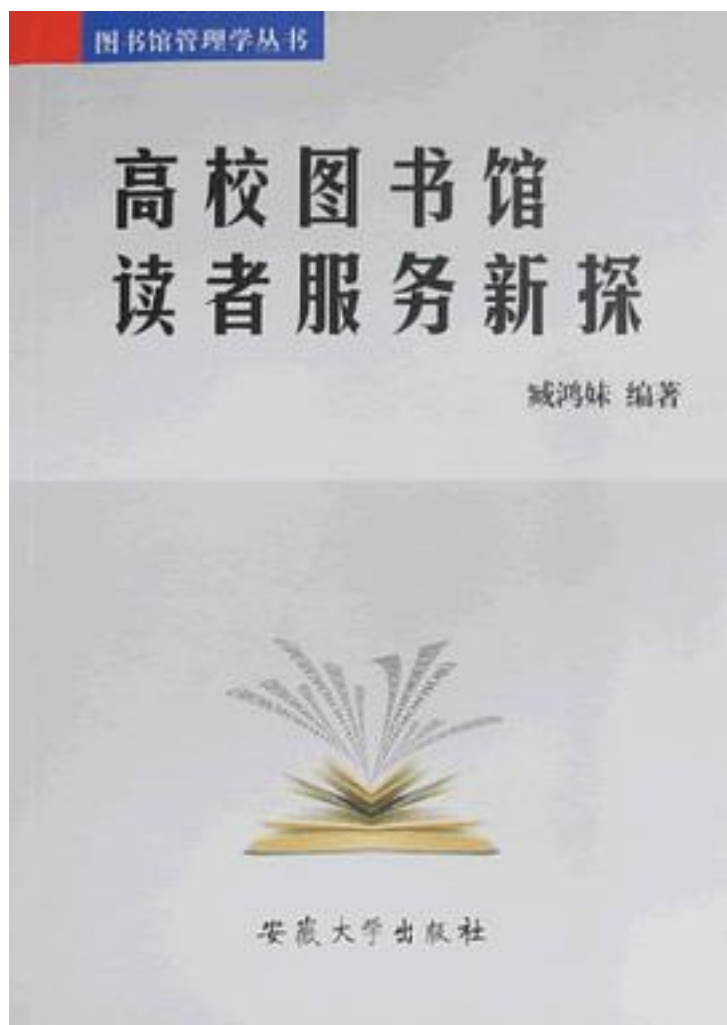 图书馆管理学丛书
高校图书馆
读者服务新探
臧鸿妹 编著
安徽大学出版社